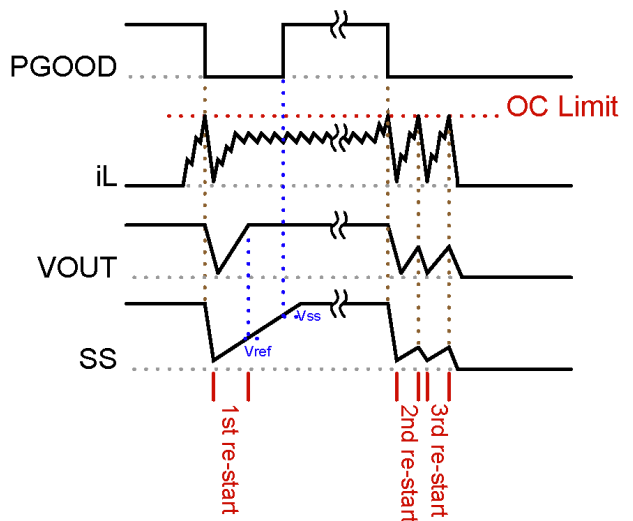 PGOOD
OC Limit
iL
VOUT
Vss
Vref
SS
1st re-start
2nd re-start
3rd re-start